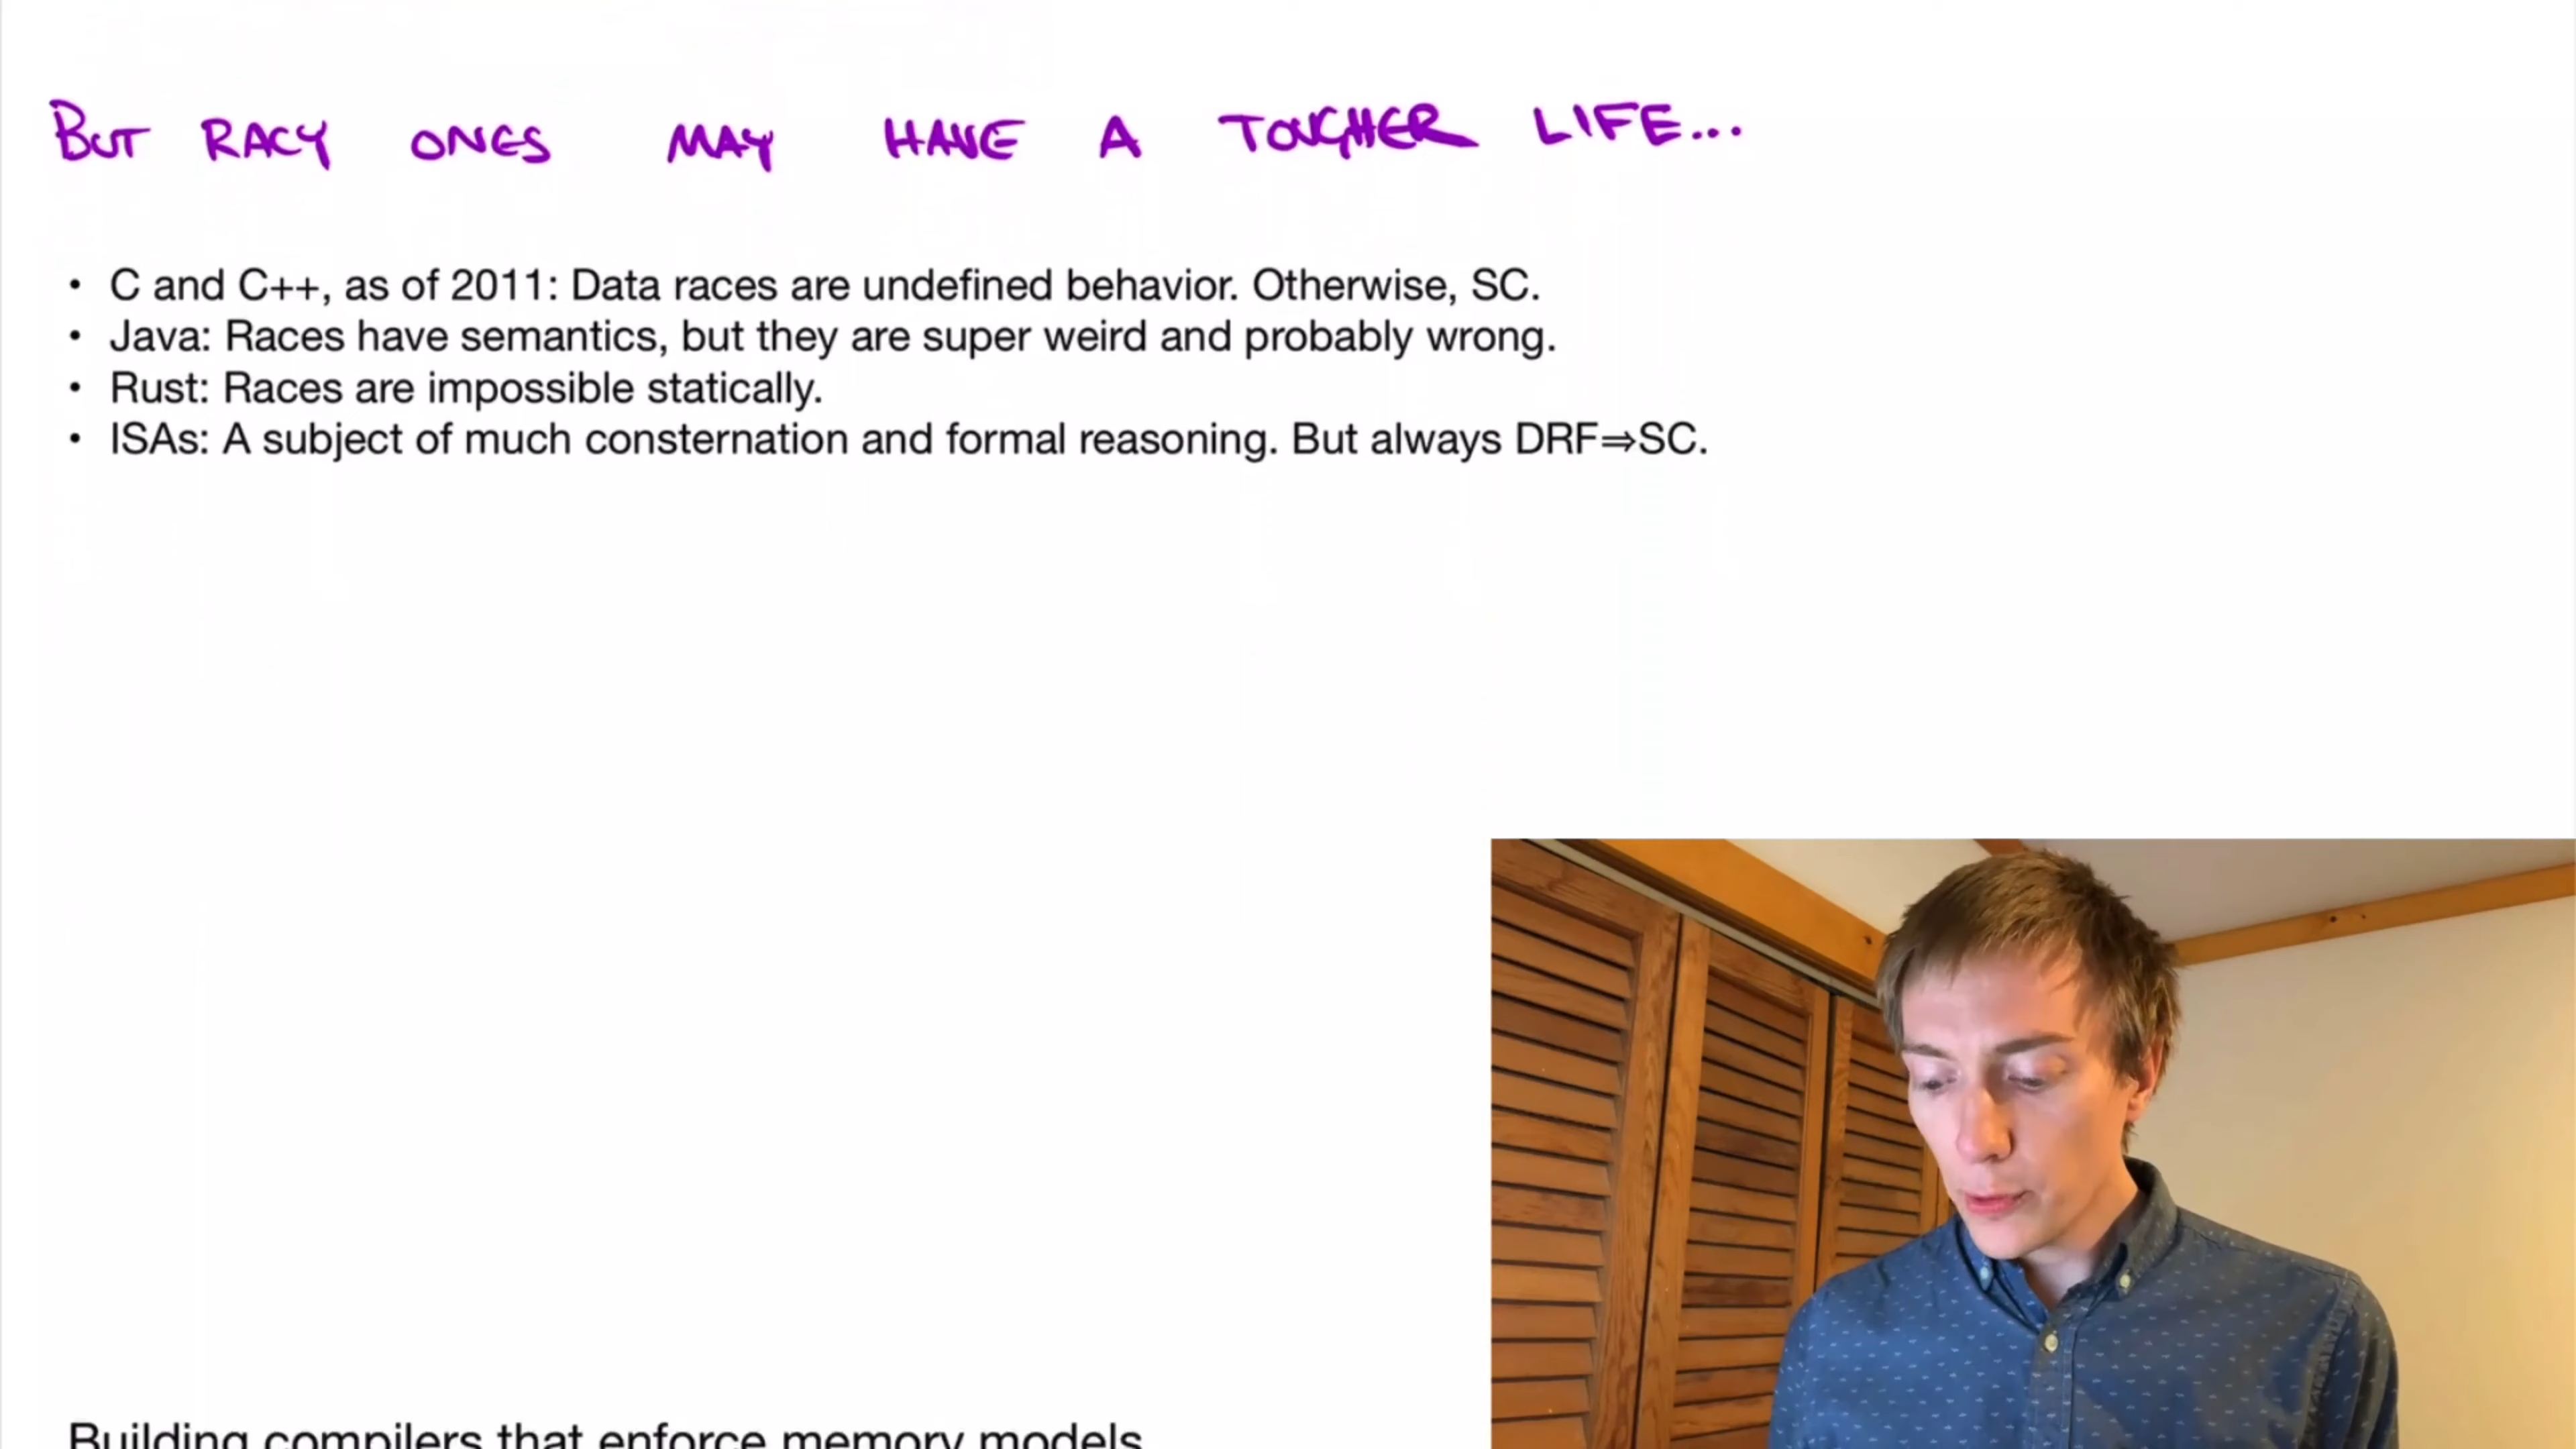 BUT RACY ONES MAY HAVE A TOUGHER LIFE...
• C and C++, as of 2011: Data races are undefined behavior. Otherwise, SC.
• Java: Races have semantics, but they are super weird and probably wrong.
• Rust: Races are impossible statically.
• ISAs: A subject of much consternation and formal reasoning. But always DRF⇒SC.
Building compilers that enforce memory models